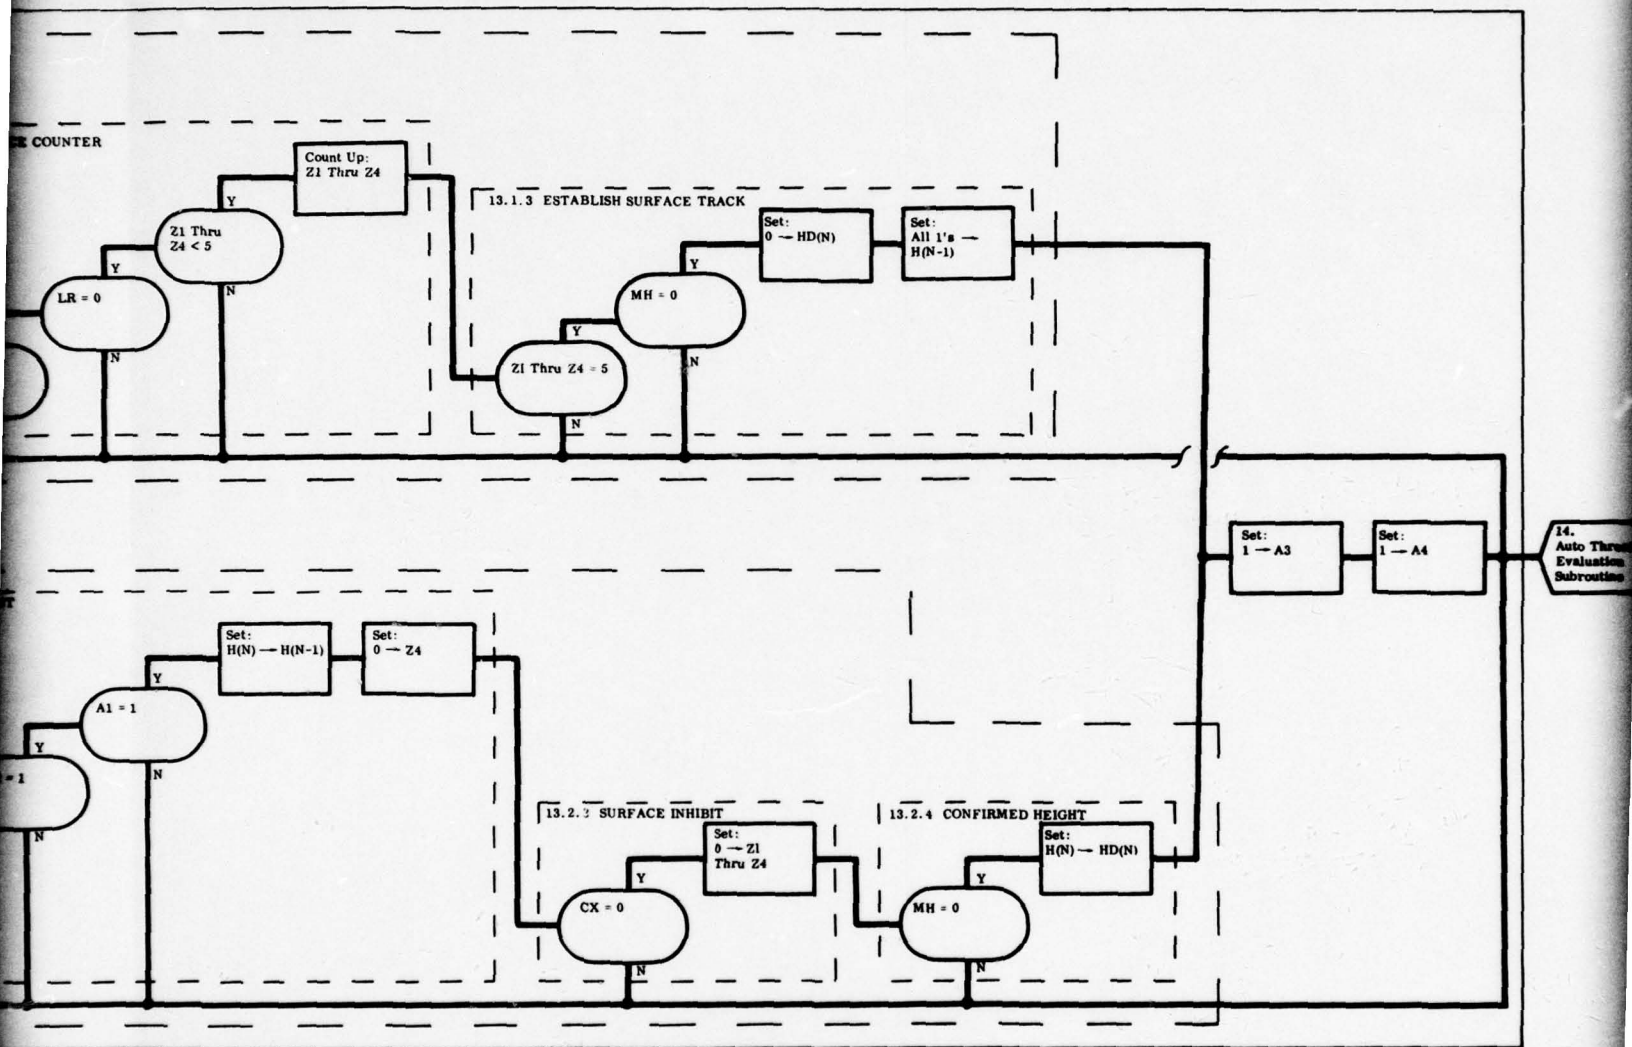 COUNTER
Count Up:
Z1 Thru Z4
Y
Z1 Thru
Z4 < 5
N
Y
LR = 0
N
13.1.3 ESTABLISH SURFACE TRACK
Set:
0 → HD(N)
Set:
All 1's →
H(N-1)
Y
MH = 0
N
Y
Z1 Thru Z4 = 5
N
Set:
1 → A3
Set:
1 → A4
14.
Auto
Evaluation
Subroutine
Set:
H(N) → H(N-1)
Set:
0 → Z4
Y
A1 = 1
N
Y
= 1
N
13.2.3 SURFACE INHIBIT
Set:
0 → Z1
Thru Z4
Y
CX = 0
N
13.2.4 CONFIRMED HEIGHT
Set:
H(N) → HD(N)
Y
MH = 0
N